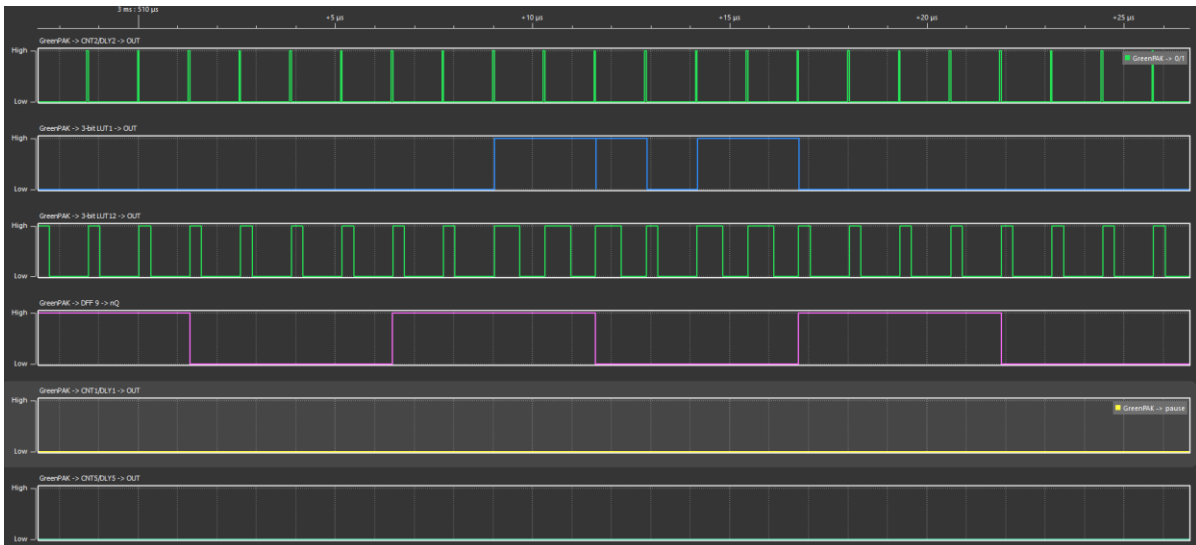 3 ms : 510 µs
+5 µs
+10 µs
+15 µs
+20 µs
+25 µs
GreenPAK -> CNT2/DLY2 -> OUT
High
Low
GreenPAK -> 0/1
GreenPAK -> 3-bit LUT1 -> OUT
High
Low
GreenPAK -> 3-bit LUT12 -> OUT
High
Low
GreenPAK -> DFF 9 -> nQ
High
Low
GreenPAK -> CNT1/DLY1 -> OUT
High
Low
GreenPAK -> pause
GreenPAK -> CNT5/DLY5 -> OUT
High
Low